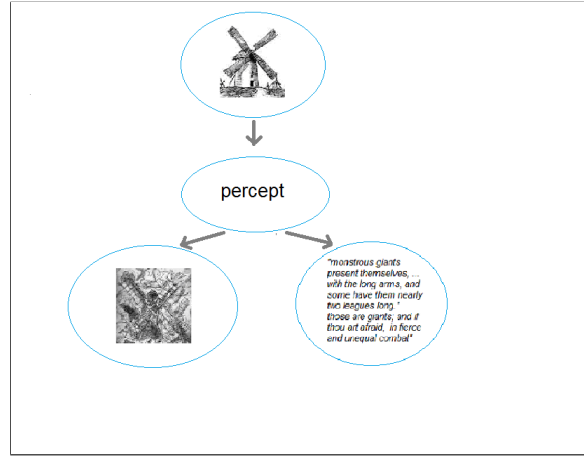 percept
"monstrous giants
present themselves, ...
with the long arms, and
some have them nearly
two leagues long."
those are giants; and if
thou art afraid, in fierce
and unequal combat"